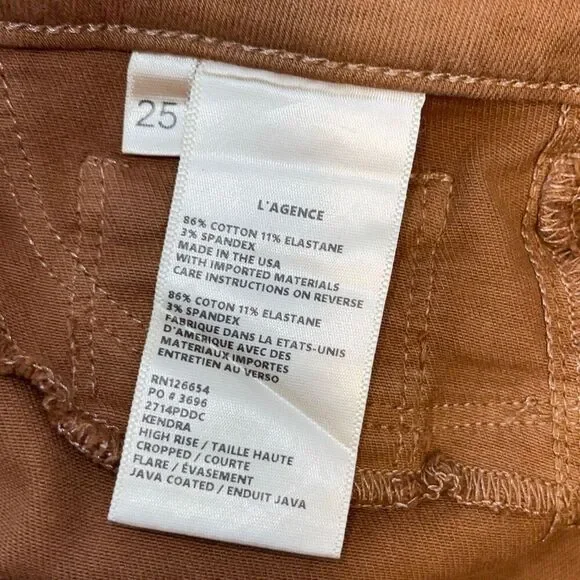 25
L'AGENCE
86% COTTON 11% ELASTANE
3% SPANDEX
MADE IN THE USA
WITH IMPORTED MATERIALS
CARE INSTRUCTIONS ON REVERSE
86% COTON 11% ELASTANE
3% SPANDEX
FABRIQUE DANS LA ETATS-UNIS
D'AMERIQUE AVEC DES
MATERIAUX IMPORTES
ENTRETIEN AU VERSO
RN126654
PO # 3696
2714PDDC
KENDRA
HIGH RISE / TAILLE HAUTE
CROPPED / COURTE
FLARE / ÉVASEMENT
JAVA COATED / ENDUIT JAVA